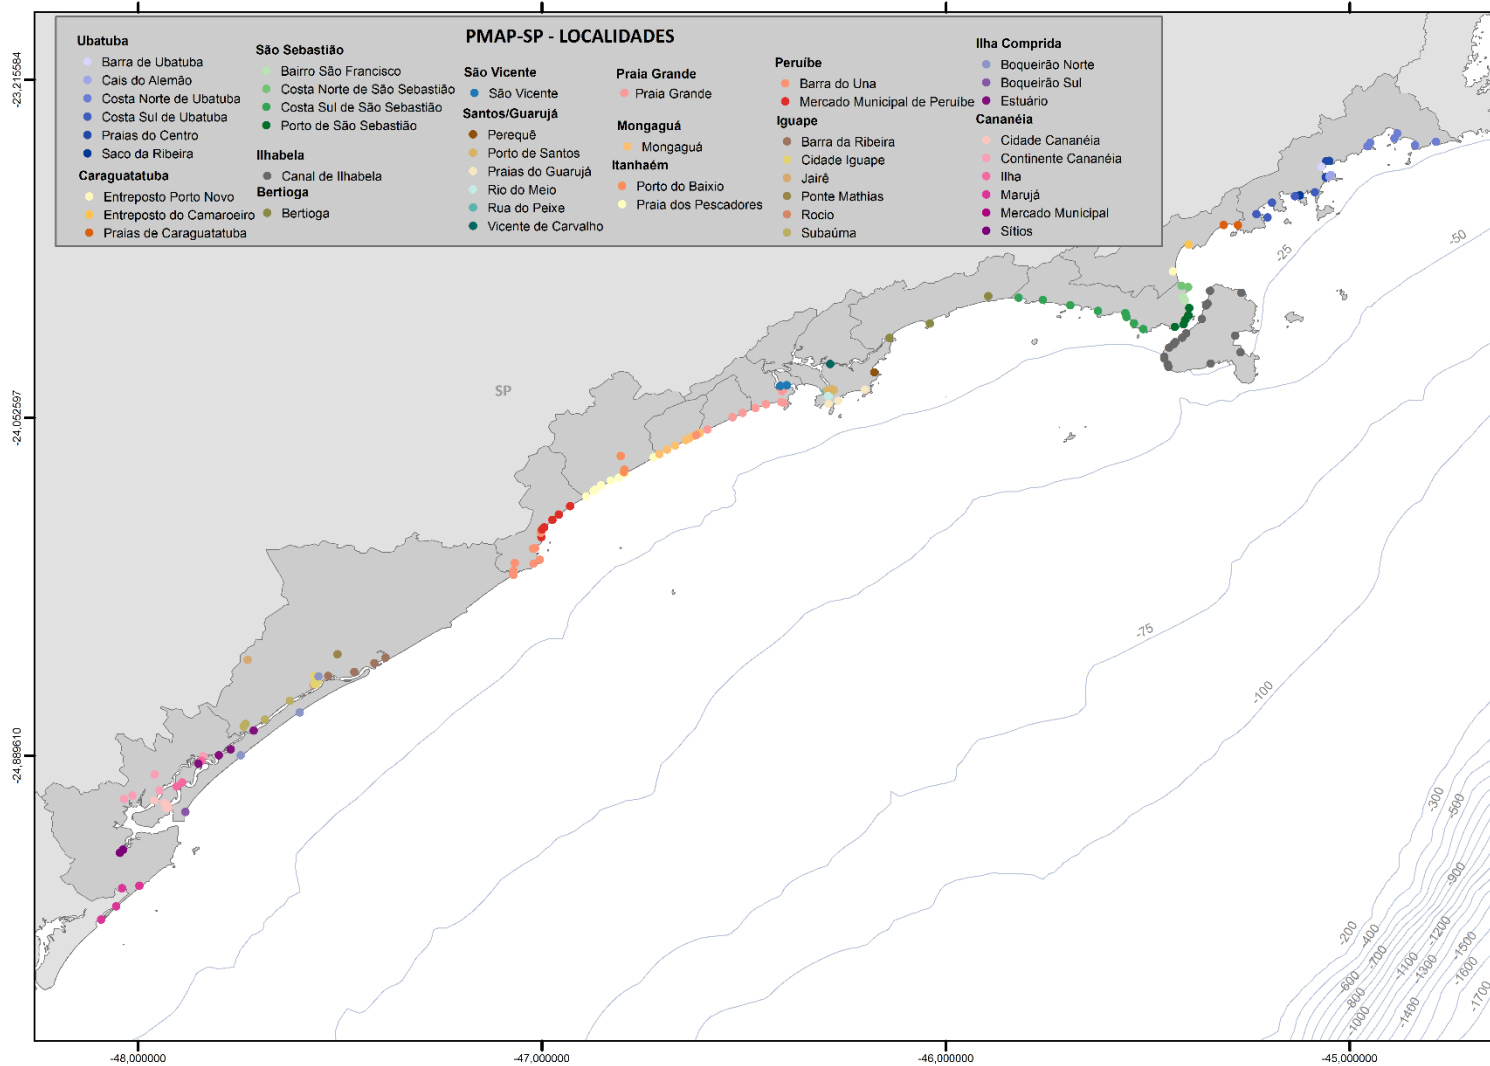 PMAP-SP - LOCALIDADES
Ubatuba
Barra de Ubatuba
Cais do Alemão
Costa Norte de Ubatuba
Costa Sul de Ubatuba
Praias do Centro
Saco da Ribeira
Caraguatatuba
Entreposto Porto Novo
Entreposto do Camaroeiro
Praias de Caraguatatuba
São Sebastião
Bairro São Francisco
Costa Norte de São Sebastião
Costa Sul de São Sebastião
Porto de São Sebastião
Ilhabela
Canal de Ilhabela
Bertioga
Bertioga
São Vicente
São Vicente
Santos/Guarujá
Perequê
Porto de Santos
Praias do Guarujá
Rio do Meio
Rua do Peixe
Vicente de Carvalho
Praia Grande
Praia Grande
Mongaguá
Mongaguá
Itanhaém
Porto do Baixio
Praia dos Pescadores
Peruíbe
Barra do Una
Mercado Municipal de Peruíbe
Iguape
Barra da Ribeira
Cidade Iguape
Jairê
Ponte Mathias
Rocio
Subaúma
Ilha Comprida
Boqueirão Norte
Boqueirão Sul
Estuário
Cananéia
Cidade Cananéia
Continente Cananéia
Ilha
Marujá
Mercado Municipal
Sítios
SP
-25
-50
-75
-100
-300
-500
-900
-200
-400
-700
-1200
-1100
-1300
-1500
-1600
-1700
-600
-800
-1000
-1400
-23,215584
-24,052597
-24,889610
-48,000000
-47,000000
-46,000000
-45,000000